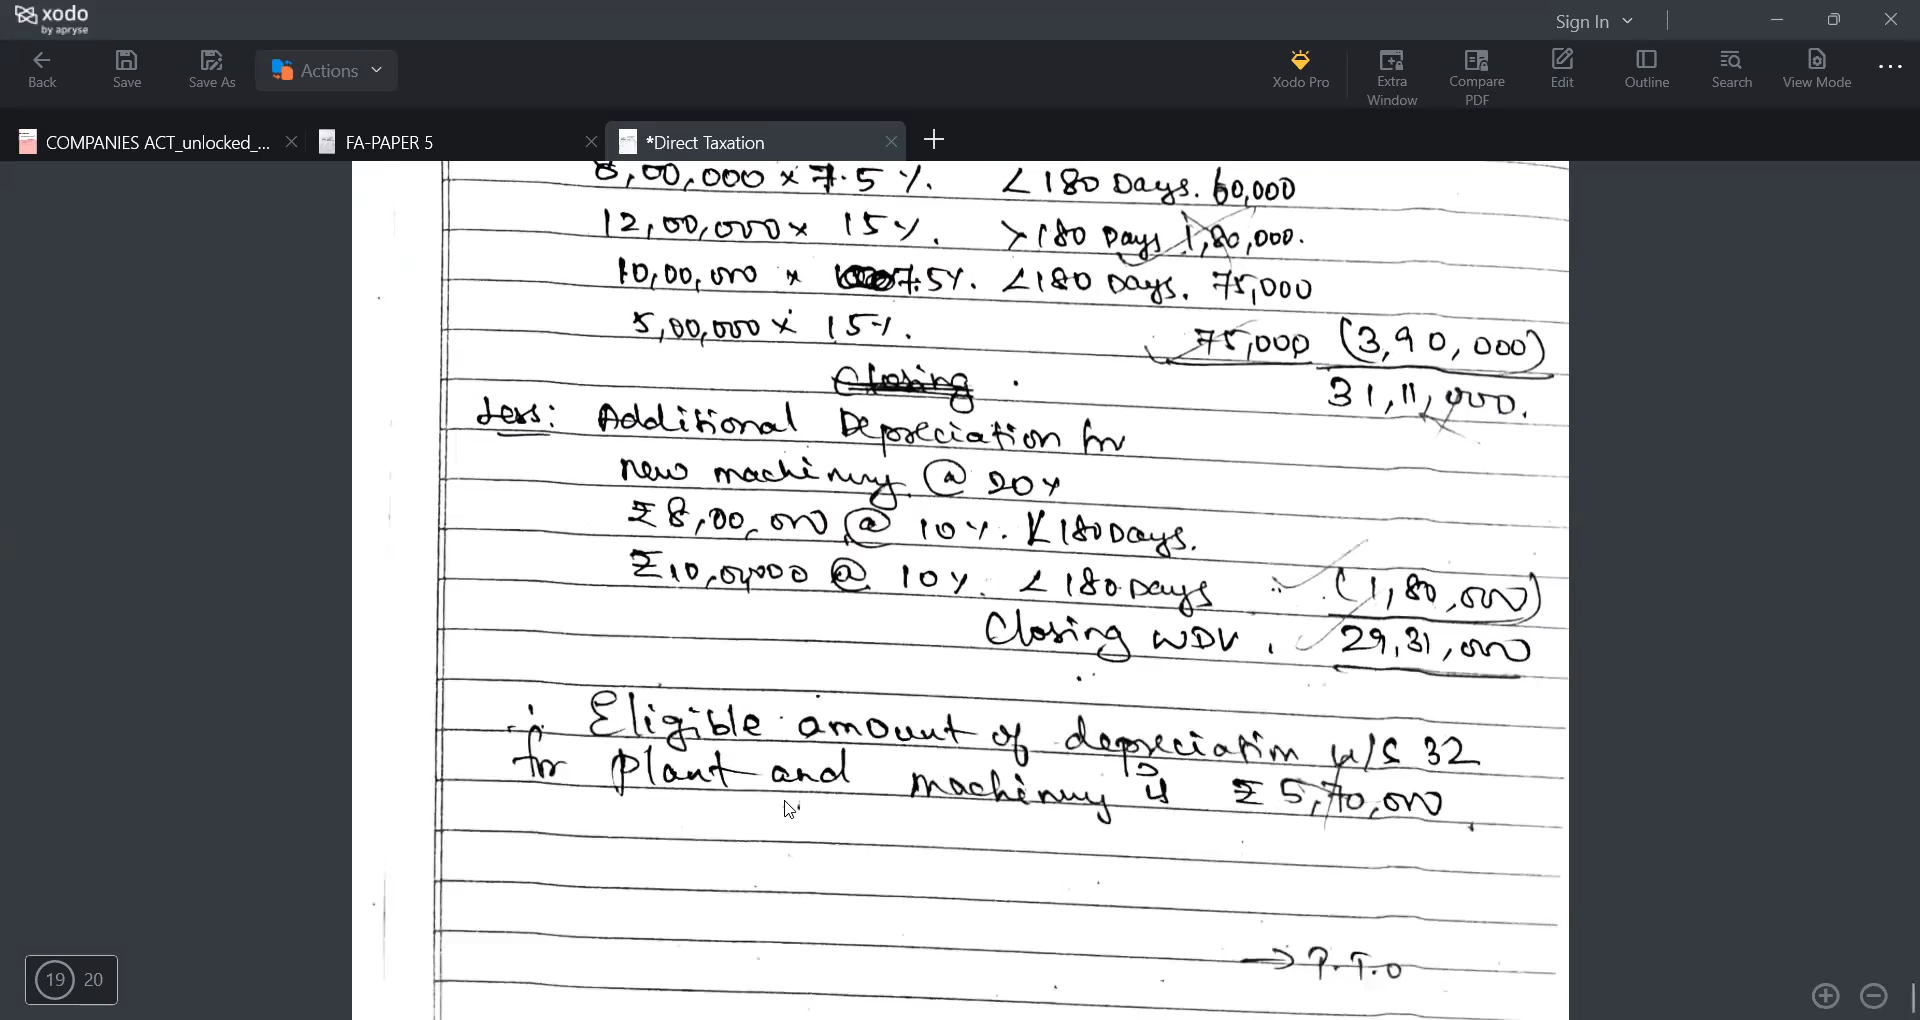 xodo
by apryse
Sign In
Back
Save
Save As
Actions
Xodo Pro
Extra Window
Compare PDF
Edit
Outline
Search
View Mode
COMPANIES ACT_unlocked_...
FA-PAPER 5
*Direct Taxation
8,00,000 × 7.5 %. < 180 Days. 60,000
12,00,000 × 15%. > 180 Days 1,80,000.
10,00,000 × 7.5%. < 180 Days. 75,000
5,00,000 × 15%. 75,000 (3,90,000)
Closing
31,11,000.
Less: Additional Depreciation for
new machinery @ 20%
₹8,00,000 @ 10%. < 180 Days.
₹10,00,000 @ 10%. < 180 Days (1,80,000)
Closing WDV. 29,31,000
∴ Eligible amount of depreciation u/s 32
for plant and machinery is ₹ 5,70,000
→ P.T.O
19 20